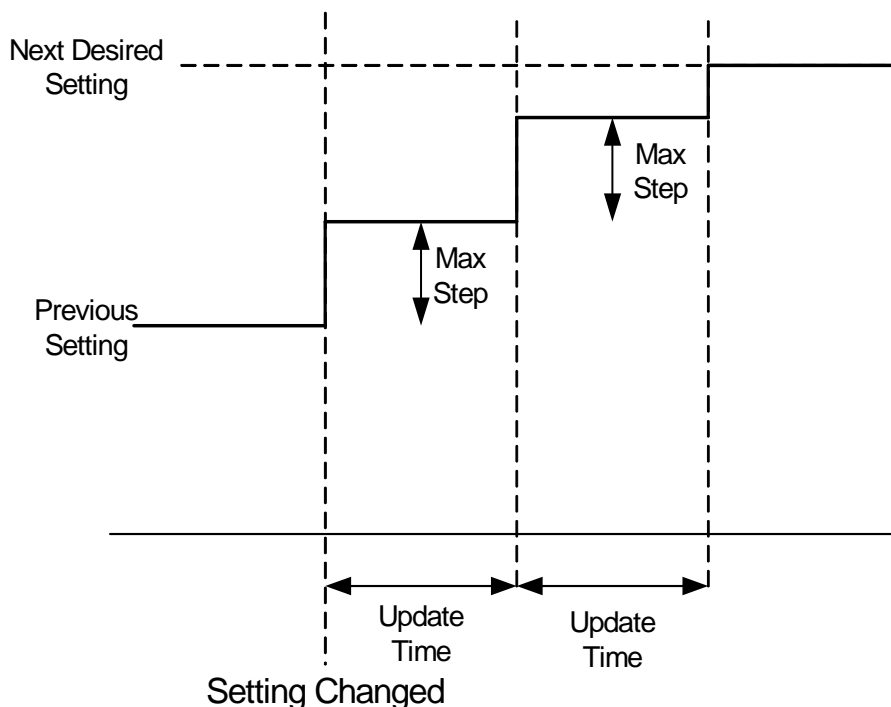 Next Desired
Setting
Max
Step
Max
Step
Previous
Setting
Update
Time
Update
Time
Setting Changed